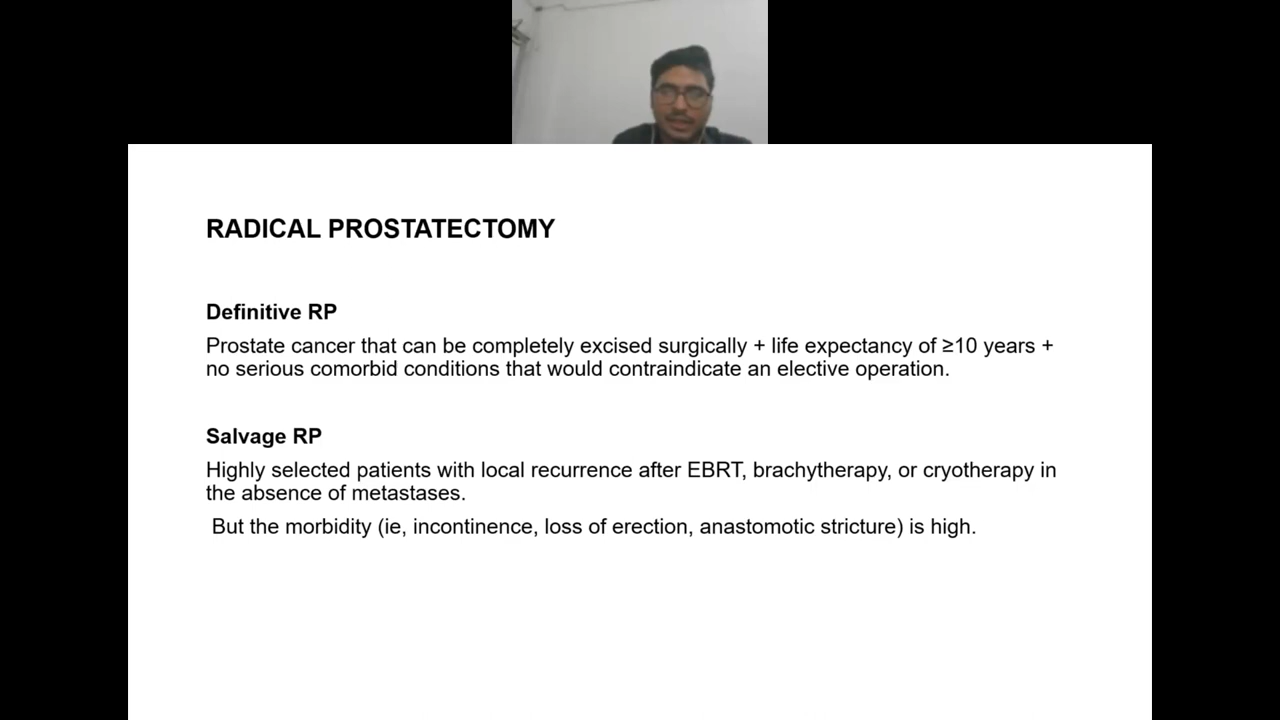 RADICAL PROSTATECTOMY
Definitive RP
Prostate cancer that can be completely excised surgically + life expectancy of ≥10 years +
no serious comorbid conditions that would contraindicate an elective operation.
Salvage RP
Highly selected patients with local recurrence after EBRT, brachytherapy, or cryotherapy in
the absence of metastases.
But the morbidity (ie, incontinence, loss of erection, anastomotic stricture) is high.